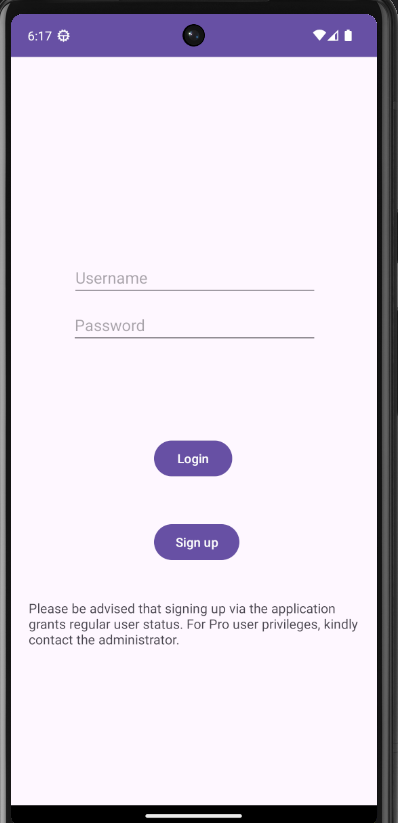 6:17
Username
Password
Login
Sign up
Please be advised that signing up via the application
grants regular user status. For Pro user privileges, kindly
contact the administrator.